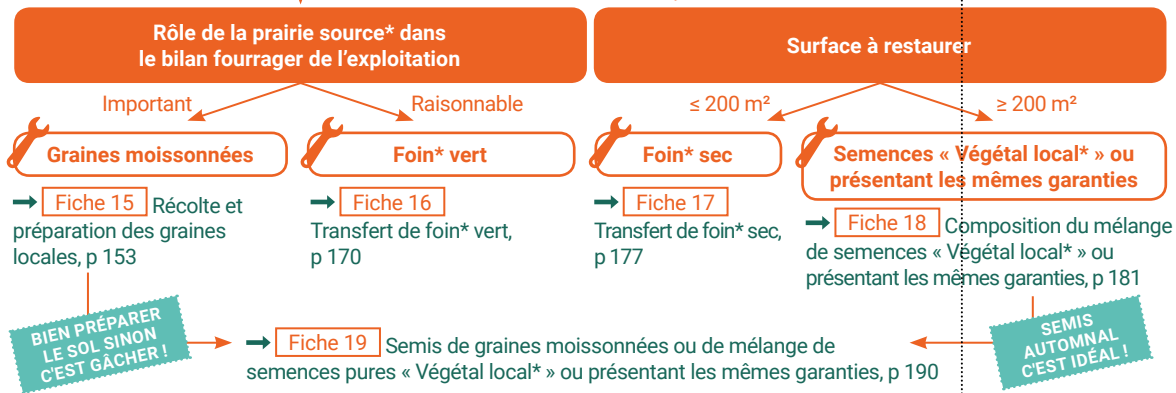 Rôle de la prairie source* dans
le bilan fourrager de l'exploitation
Surface à restaurer
Important
Raisonnable
≤ 200 m²
≥ 200 m²
Graines moissonnées
Foin* vert
Foin* sec
Semences « Végétal local* » ou
présentant les mêmes garanties
➞ Fiche 15 Récolte et
préparation des graines
locales, p 153
➞ Fiche 16
Transfert de foin* vert,
p 170
➞ Fiche 17
Transfert de foin* sec,
p 177
➞ Fiche 18 Composition du mélange
de semences « Végétal local* » ou
présentant les mêmes garanties, p 181
BIEN PRÉPARER
LE SOL SINON
C'EST GÂCHER !
➞ Fiche 19 Semis de graines moissonnées ou de mélange de
semences pures « Végétal local* » ou présentant les mêmes garanties, p 190
SEMIS
AUTOMNAL
C'EST IDÉAL !